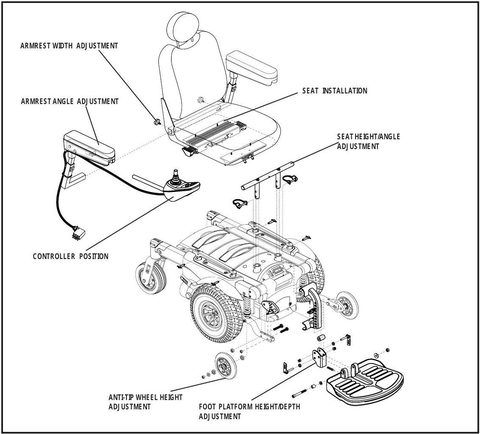 ARMREST WIDTH ADJUSTMENT
SEAT INSTALLATION
ARMREST ANGLE ADJUSTMENT
SEAT HEIGHT/ANGLE
ADJUSTMENT
CONTROLLER POSITION
ANTI-TIP WHEEL HEIGHT
ADJUSTMENT
FOOT PLATFORM HEIGHT/DEPTH
ADJUSTMENT